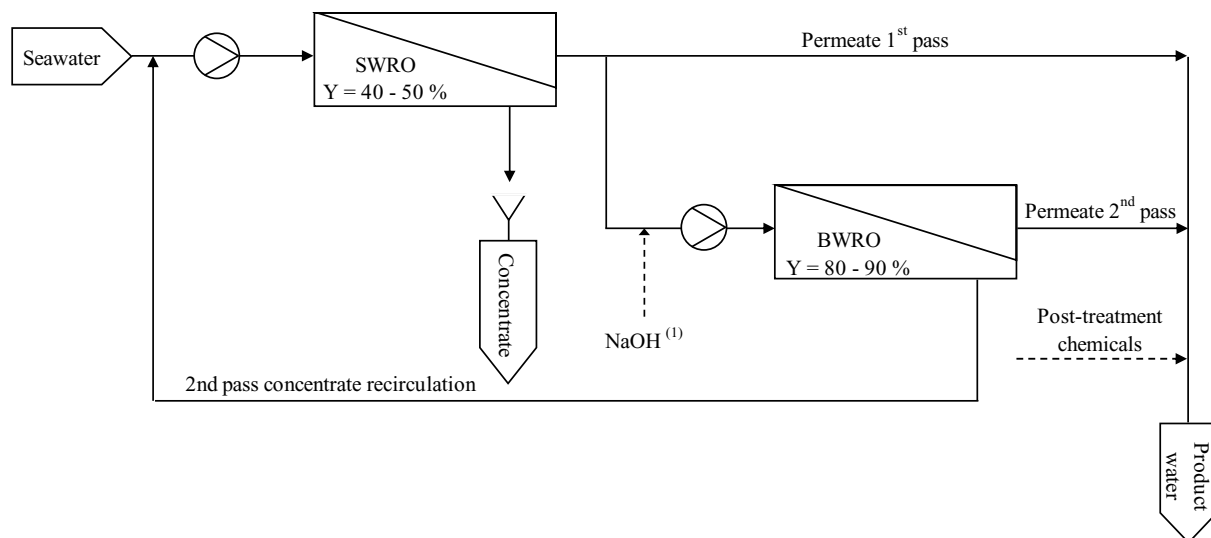 Seawater
SWRO
Y = 40 - 50 %
Permeate 1st pass
Concentrate
BWRO
Y = 80 - 90 %
Permeate 2nd pass
NaOH (1)
Post-treatment
chemicals
2nd pass concentrate recirculation
Product
water